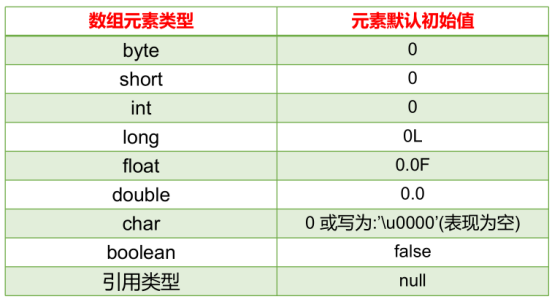 数组元素类型 元素默认初始值
byte 0
short 0
int 0
long 0L
float 0.0F
double 0.0
char 0 或写为:’\u0000’(表现为空)
boolean false
引用类型 null